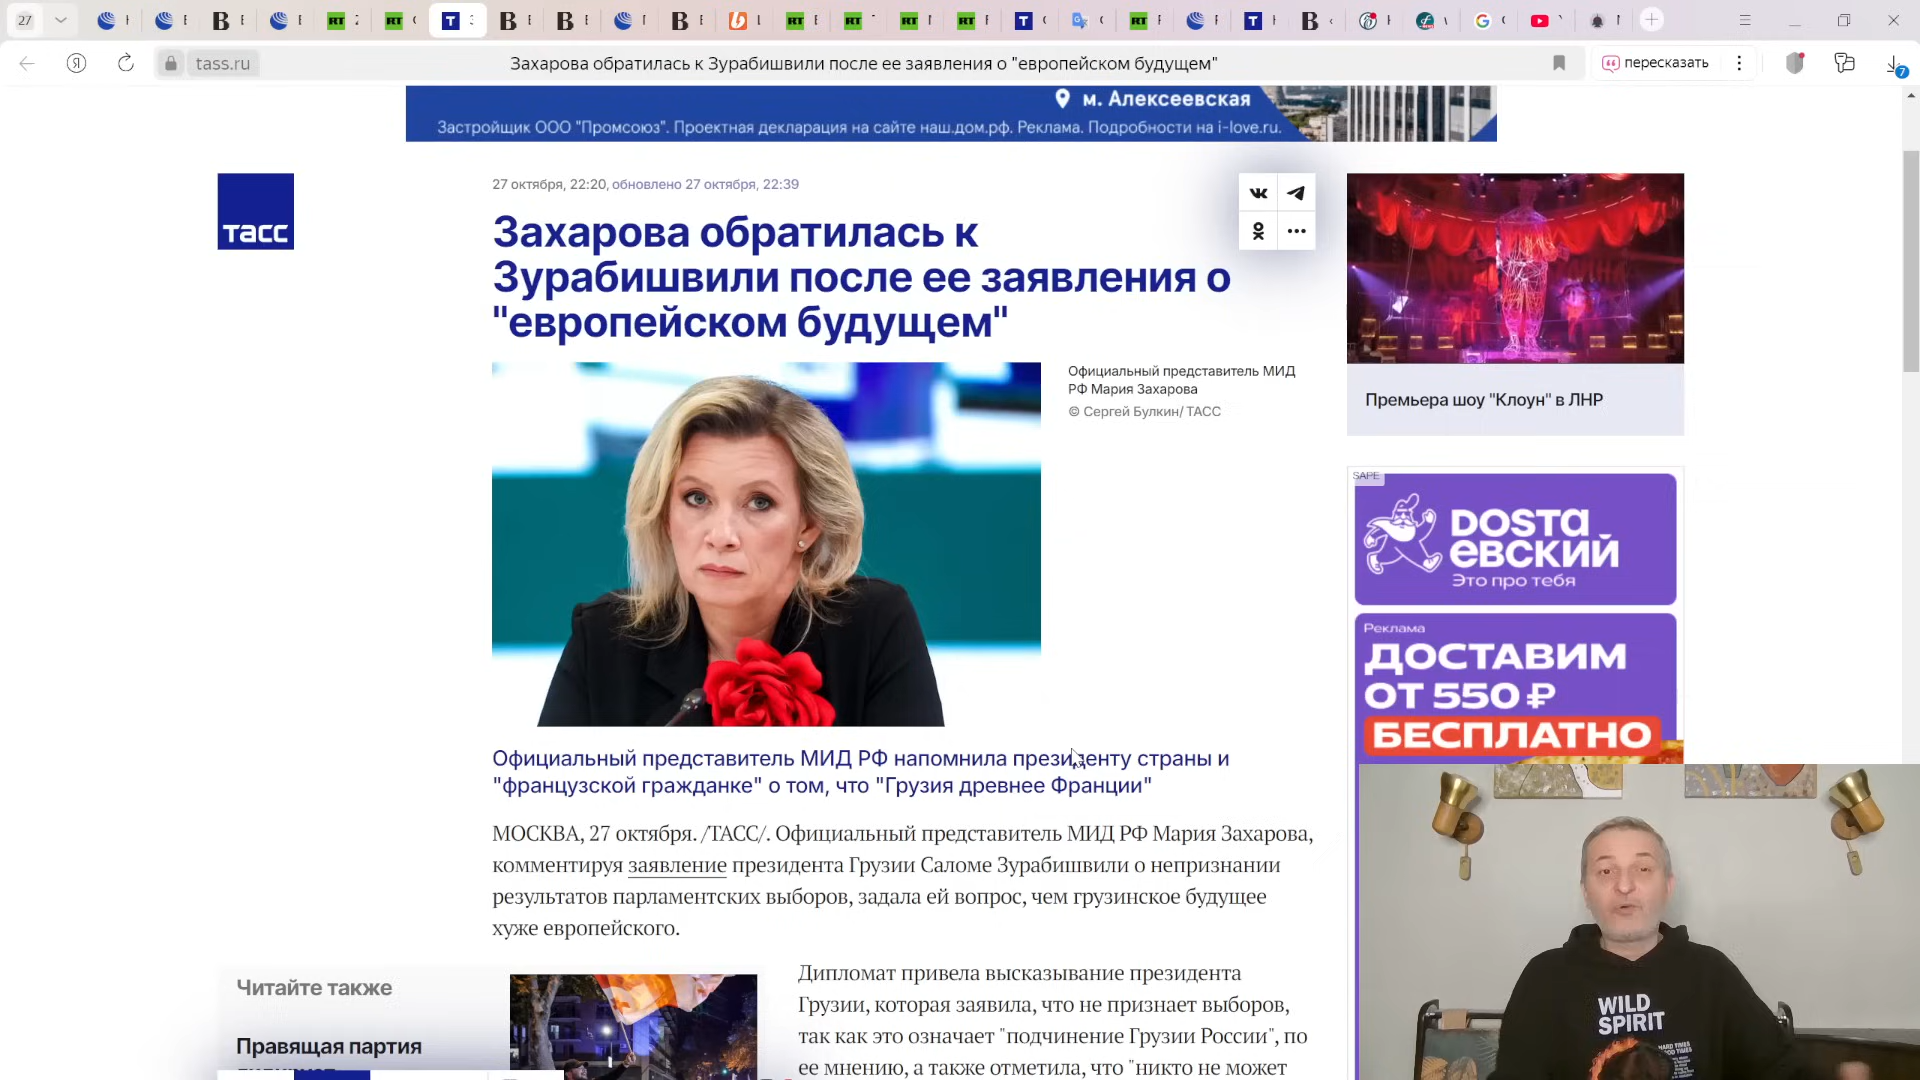 27
tass.ru
Захарова обратилась к Зурабишвили после ее заявления о "европейском будущем"
пересказать
7
м. Алексеевская
Застройщик ООО "Промсоюз". Проектная декларация на сайте наш.дом.рф. Реклама. Подробности на i-love.ru.
27 октября, 22:20, обновлено 27 октября, 22:39
ТАСС
Захарова обратилась к
Зурабишвили после ее заявления о
"европейском будущем"
Официальный представитель МИД
РФ Мария Захарова
© Сергей Булкин/ ТАСС
Премьера шоу "Клоун" в ЛНР
SAPE
DOSTAЕВСКИЙ
Это про тебя
Реклама
ДОСТАВИМ
ОТ 550 ₽
БЕСПЛАТНО
Официальный представитель МИД РФ напомнила президенту страны и
"французской гражданке" о том, что "Грузия древнее Франции"
МОСКВА, 27 октября. /ТАСС/. Официальный представитель МИД РФ Мария Захарова,
комментируя заявление президента Грузии Саломе Зурабишвили о непризнании
результатов парламентских выборов, задала ей вопрос, чем грузинское будущее
хуже европейского.
Читайте также
Правящая партия
Дипломат привела высказывание президента
Грузии, которая заявила, что не признает выборов,
так как это означает "подчинение Грузии России", по
ее мнению, а также отметила, что "никто не может
WILD
SPIRIT
HARD TIMES
GOOD TIMES